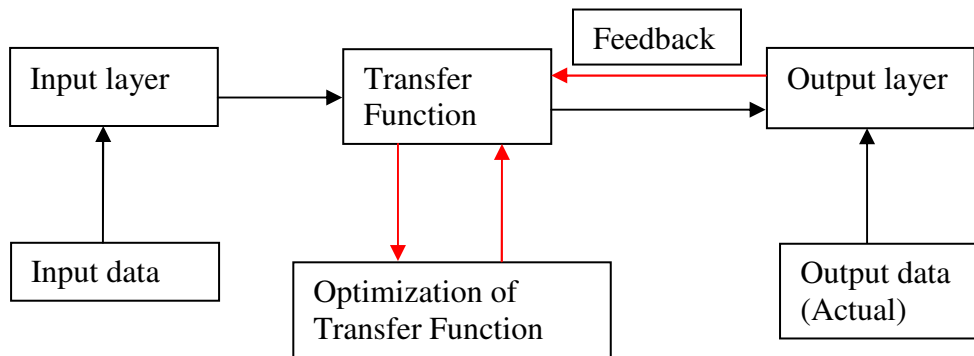 Feedback
Input layer
Transfer
Function
Output layer
Input data
Optimization of
Transfer Function
Output data
(Actual)